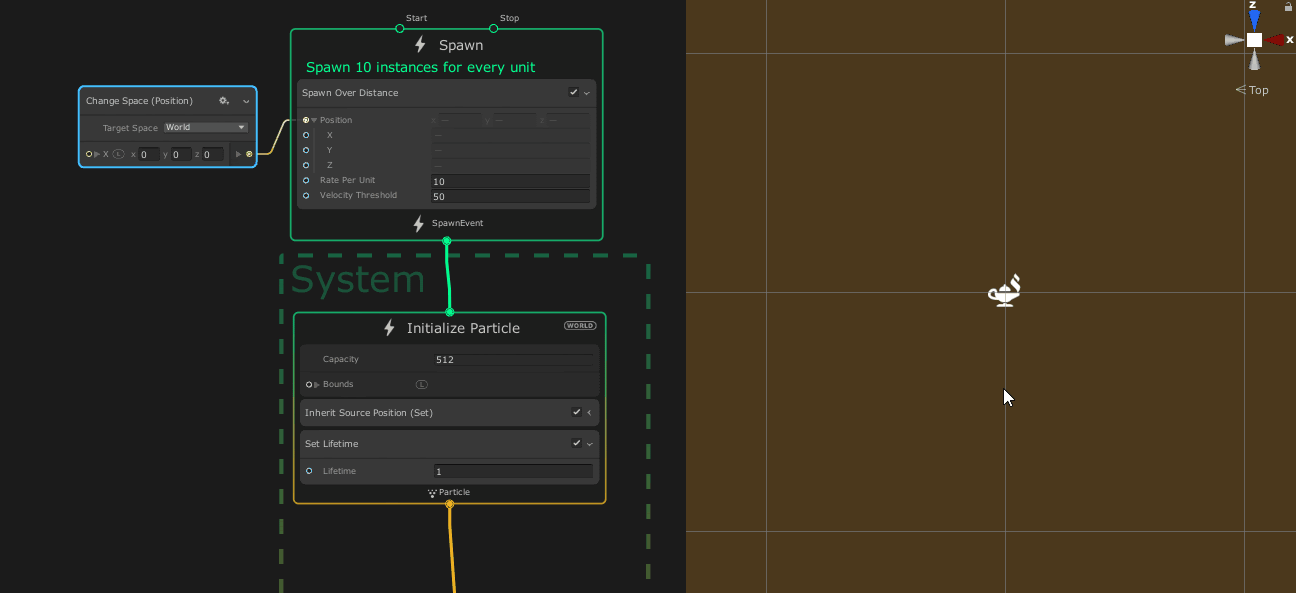 Start Stop
Spawn
Spawn 10 instances for every unit
Spawn Over Distance
Position x — y — z —
X —
Y —
Z —
Rate Per Unit 10
Velocity Threshold 50
SpawnEvent
Change Space (Position)
Target Space World
X L x 0 y 0 z 0
System
Initialize Particle WORLD
Capacity 512
Bounds L
Inherit Source Position (Set)
Set Lifetime
Lifetime 1
Particle
z
x
Top